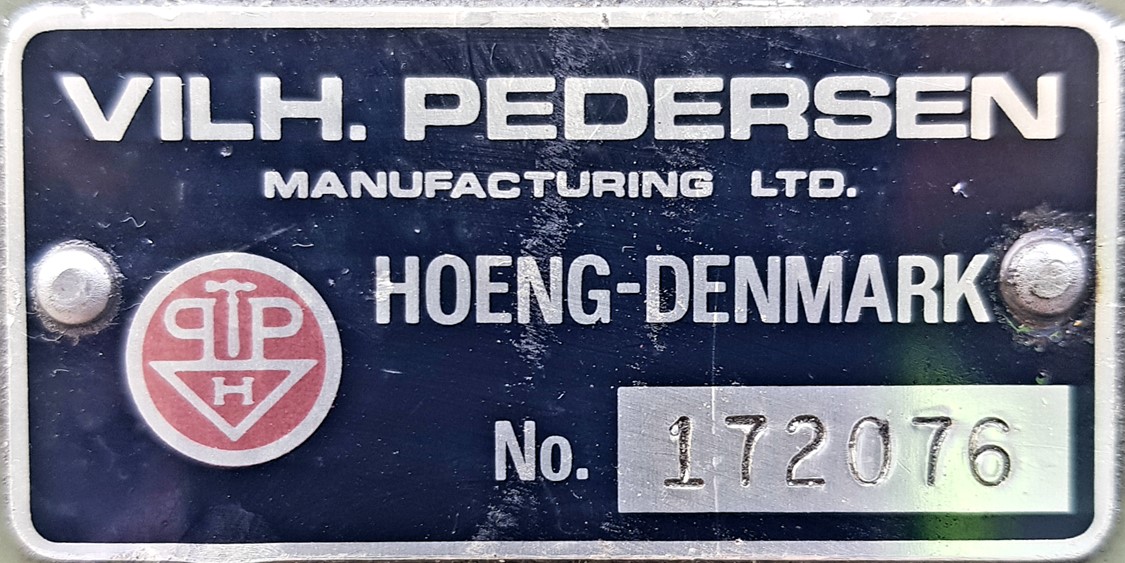 VILH. PEDERSEN
MANUFACTURING LTD.
HOENG-DENMARK
P P
H
No. 172076